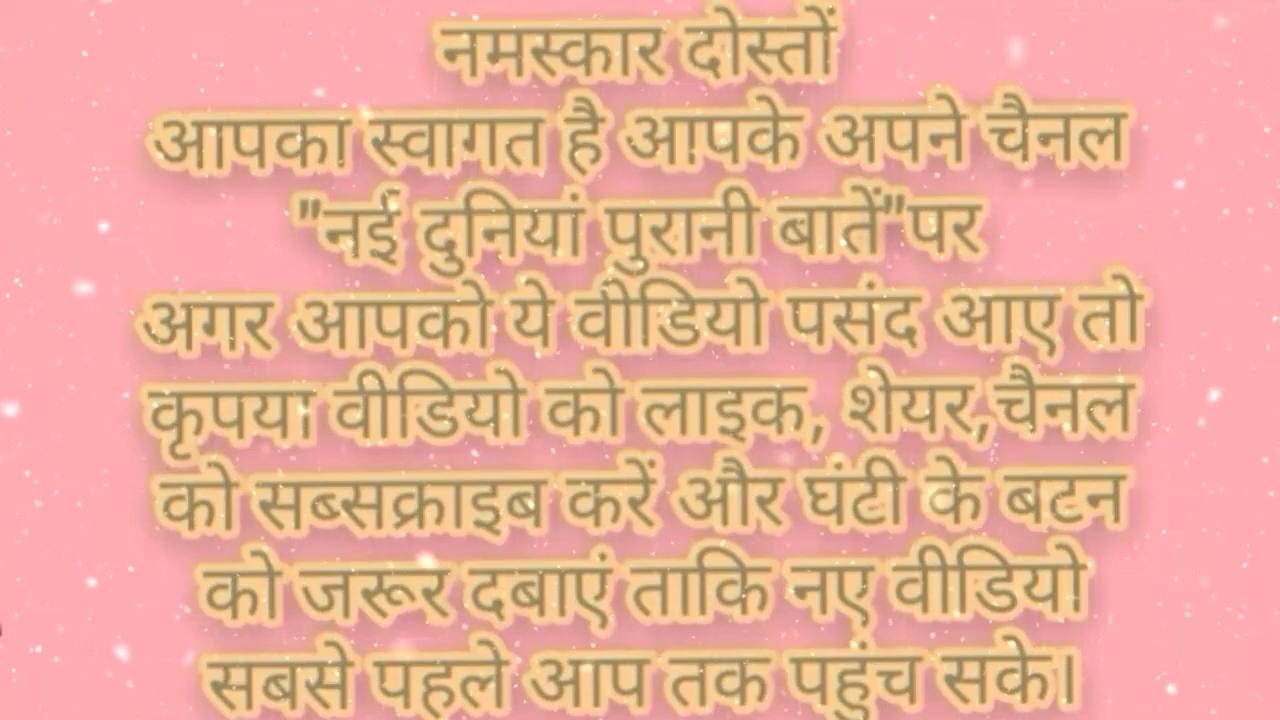 नमस्कार दोस्तों
आपका स्वागत है आपके अपने चैनल
"नई दुनियां पुरानी बातें"पर
अगर आपको ये वीडियो पसंद आए तो
कृपया वीडियो को लाइक, शेयर,चैनल
को सब्सक्राइब करें और घंटी के बटन
को जरूर दबाएं ताकि नए वीडियो
सबसे पहले आप तक पहुंच सके।